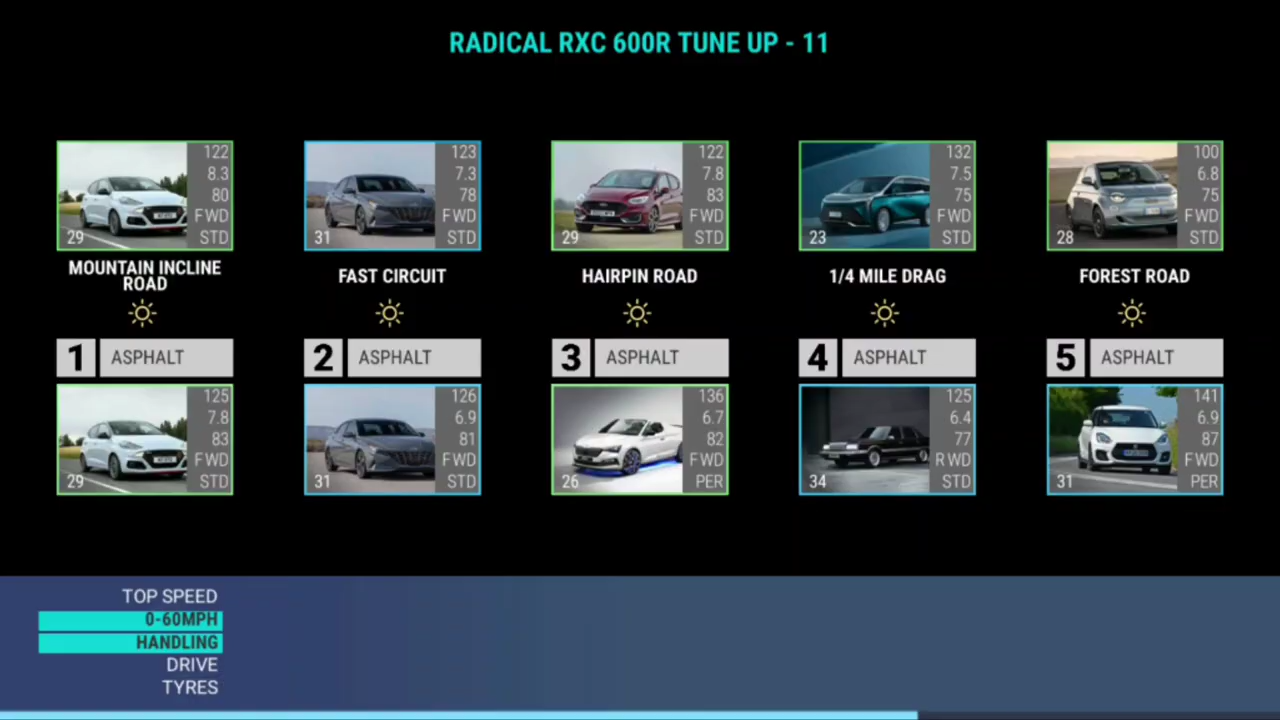 RADICAL RXC 600R TUNE UP - 11
122
8.3
80
FWD
29 STD
123
7.3
78
FWD
31 STD
122
7.8
83
FWD
29 STD
132
7.5
75
FWD
23 STD
100
6.8
75
FWD
28 STD
MOUNTAIN INCLINE
ROAD
FAST CIRCUIT
HAIRPIN ROAD
1/4 MILE DRAG
FOREST ROAD
1 ASPHALT
2 ASPHALT
3 ASPHALT
4 ASPHALT
5 ASPHALT
125
7.8
83
FWD
29 STD
126
6.9
81
FWD
31 STD
136
6.7
82
FWD
26 PER
125
6.4
77
RWD
34 STD
141
6.9
87
FWD
31 PER
TOP SPEED
0-60MPH
HANDLING
DRIVE
TYRES